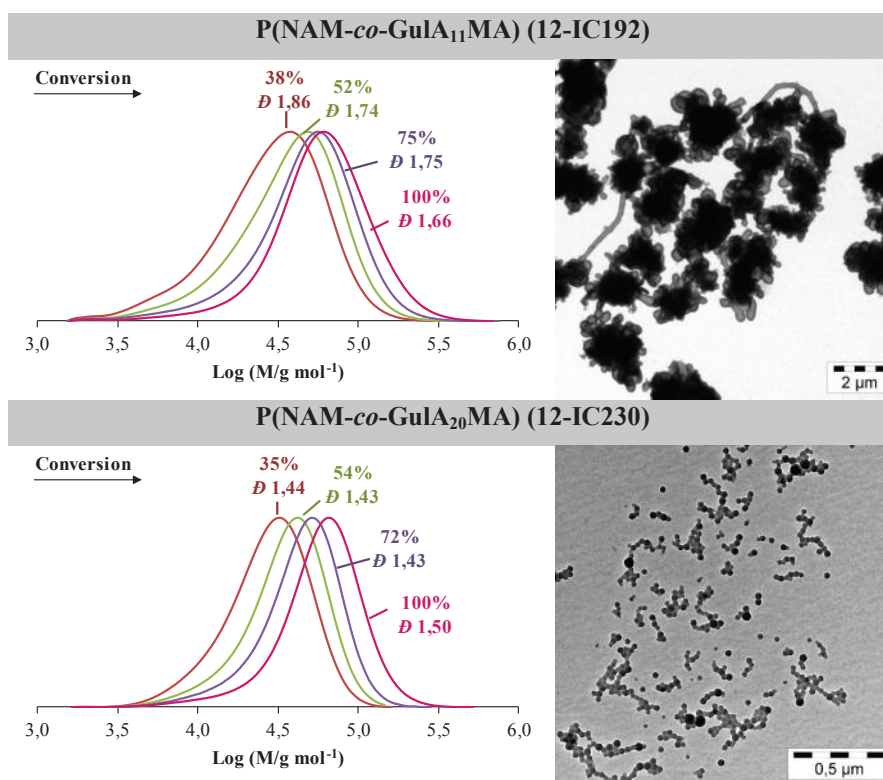 P(NAM-co-GulA₁₁MA) (12-IC192)
Conversion
38%
Đ 1,86
52%
Đ 1,74
75%
Đ 1,75
100%
Đ 1,66
3,0 3,5 4,0 4,5 5,0 5,5 6,0
Log (M/g mol⁻¹)
2 µm
P(NAM-co-GulA₂₀MA) (12-IC230)
Conversion
35%
Đ 1,44
54%
Đ 1,43
72%
Đ 1,43
100%
Đ 1,50
3,0 3,5 4,0 4,5 5,0 5,5 6,0
Log (M/g mol⁻¹)
0,5 µm